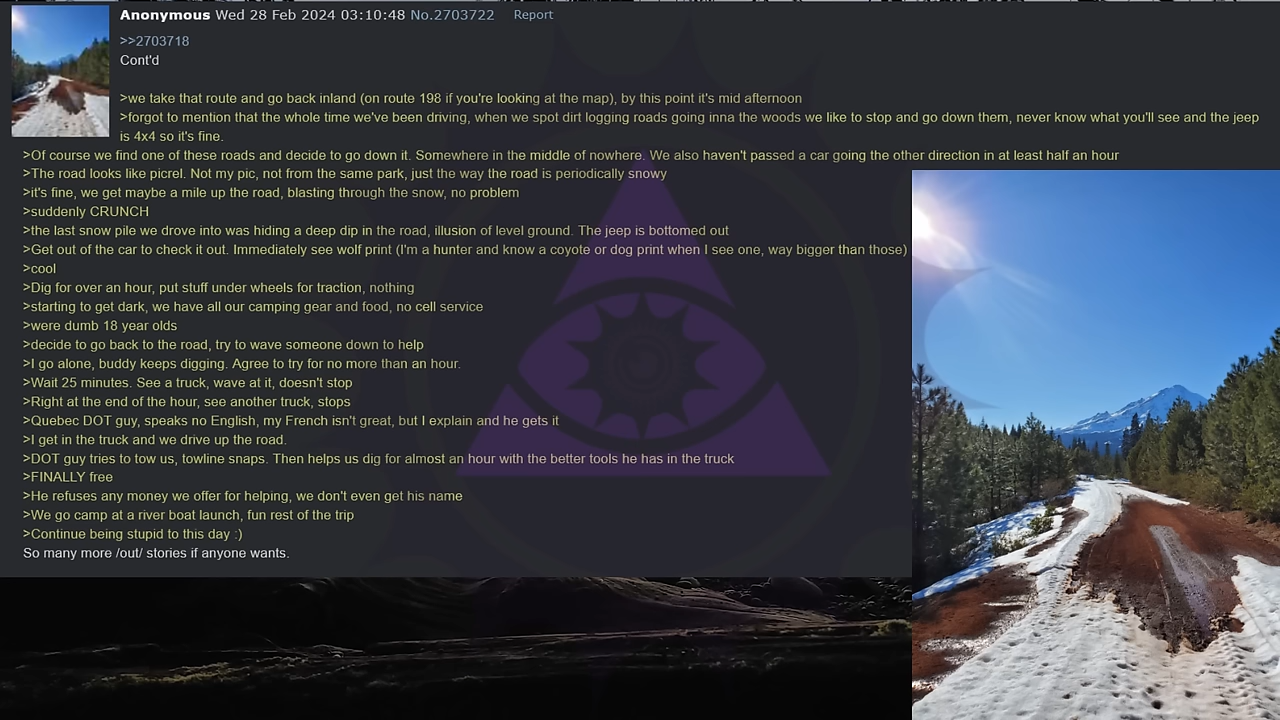 Anonymous Wed 28 Feb 2024 03:10:48 No.2703722 Report
>>2703718
Cont'd
>we take that route and go back inland (on route 198 if you're looking at the map), by this point it's mid afternoon
>forgot to mention that the whole time we've been driving, when we spot dirt logging roads going inna the woods we like to stop and go down them, never know what you'll see and the jeep
is 4x4 so it's fine.
>Of course we find one of these roads and decide to go down it. Somewhere in the middle of nowhere. We also haven't passed a car going the other direction in at least half an hour
>The road looks like picrel. Not my pic, not from the same park, just the way the road is periodically snowy
>it's fine, we get maybe a mile up the road, blasting through the snow, no problem
>suddenly CRUNCH
>the last snow pile we drove into was hiding a deep dip in the road, illusion of level ground. The jeep is bottomed out
>Get out of the car to check it out. Immediately see wolf print (I'm a hunter and know a coyote or dog print when I see one, way bigger than those)
>cool
>Dig for over an hour, put stuff under wheels for traction, nothing
>starting to get dark, we have all our camping gear and food, no cell service
>were dumb 18 year olds
>decide to go back to the road, try to wave someone down to help
>I go alone, buddy keeps digging. Agree to try for no more than an hour.
>Wait 25 minutes. See a truck, wave at it, doesn't stop
>Right at the end of the hour, see another truck, stops
>Quebec DOT guy, speaks no English, my French isn't great, but I explain and he gets it
>I get in the truck and we drive up the road.
>DOT guy tries to tow us, towline snaps. Then helps us dig for almost an hour with the better tools he has in the truck
>FINALLY free
>He refuses any money we offer for helping, we don't even get his name
>We go camp at a river boat launch, fun rest of the trip
>Continue being stupid to this day :)
So many more /out/ stories if anyone wants.